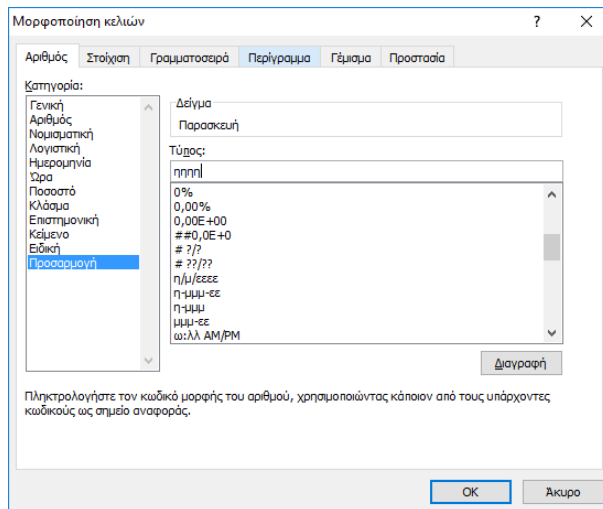 Μορφοποίηση κελιών
?
Αριθμός Στοίχιση Γραμματοσειρά Περίγραμμα Γέμισμα Προστασία
Κατηγορία:
Γενική
Αριθμός
Νομισματική
Λογιστική
Ημερομηνία
Ώρα
Ποσοστό
Κλάσμα
Επιστημονική
Κείμενο
Ειδική
Προσαρμογή
Δείγμα
Παρασκευή
Τύπος:
ηηηη
0%
0,00%
0,00E+00
##0,0E+0
# ?/?
# ??/??
η/μ/εεεε
η-μμμ-εε
η-μμμ
μμμ-εε
ω:λλ AM/PM
Διαγραφή
Πληκτρολογήστε τον κωδικό μορφής του αριθμού, χρησιμοποιώντας κάποιον από τους υπάρχοντες
κωδικούς ως σημείο αναφοράς.
OK Άκυρο